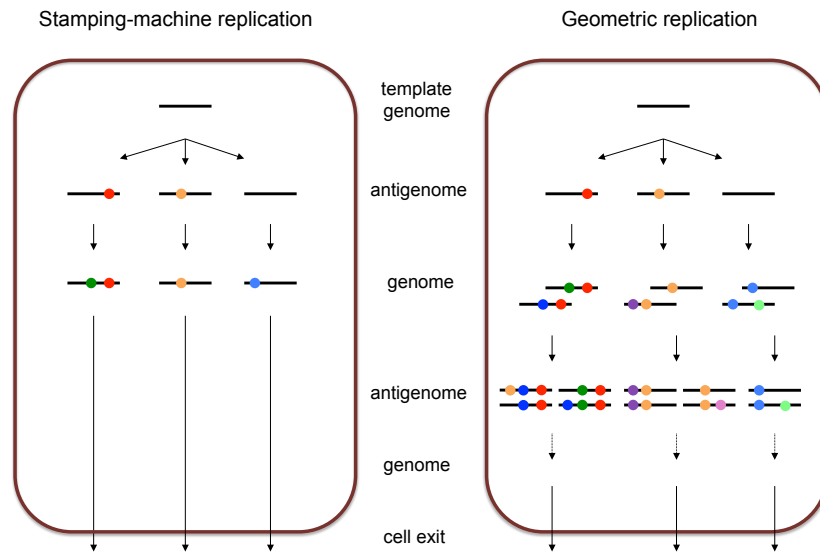 Stamping-machine replication
Geometric replication
template
genome
antigenome
genome
antigenome
genome
cell exit